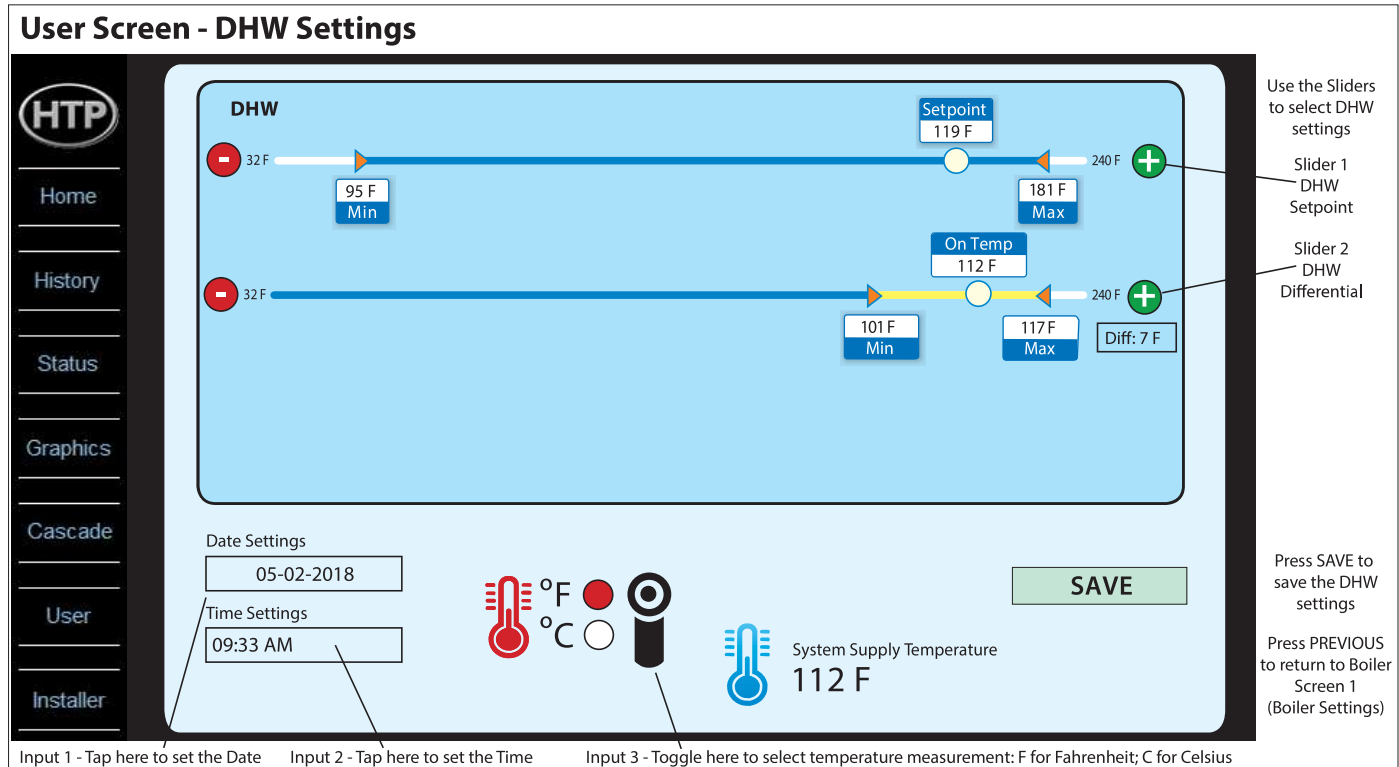 User Screen - DHW Settings
HTP
Home
History
Status
Graphics
Cascade
User
Installer
DHW
Setpoint
119 F
32 F
240 F
95 F
Min
181 F
Max
On Temp
112 F
32 F
240 F
101 F
Min
117 F
Max
Diff: 7 F
Date Settings
05-02-2018
Time Settings
09:33 AM
°F
°C
System Supply Temperature
112 F
SAVE
Use the Sliders
to select DHW
settings
Slider 1
DHW
Setpoint
Slider 2
DHW
Differential
Press SAVE to
save the DHW
settings
Press PREVIOUS
to return to Boiler
Screen 1
(Boiler Settings)
Input 1 - Tap here to set the Date
Input 2 - Tap here to set the Time
Input 3 - Toggle here to select temperature measurement: F for Fahrenheit; C for Celsius